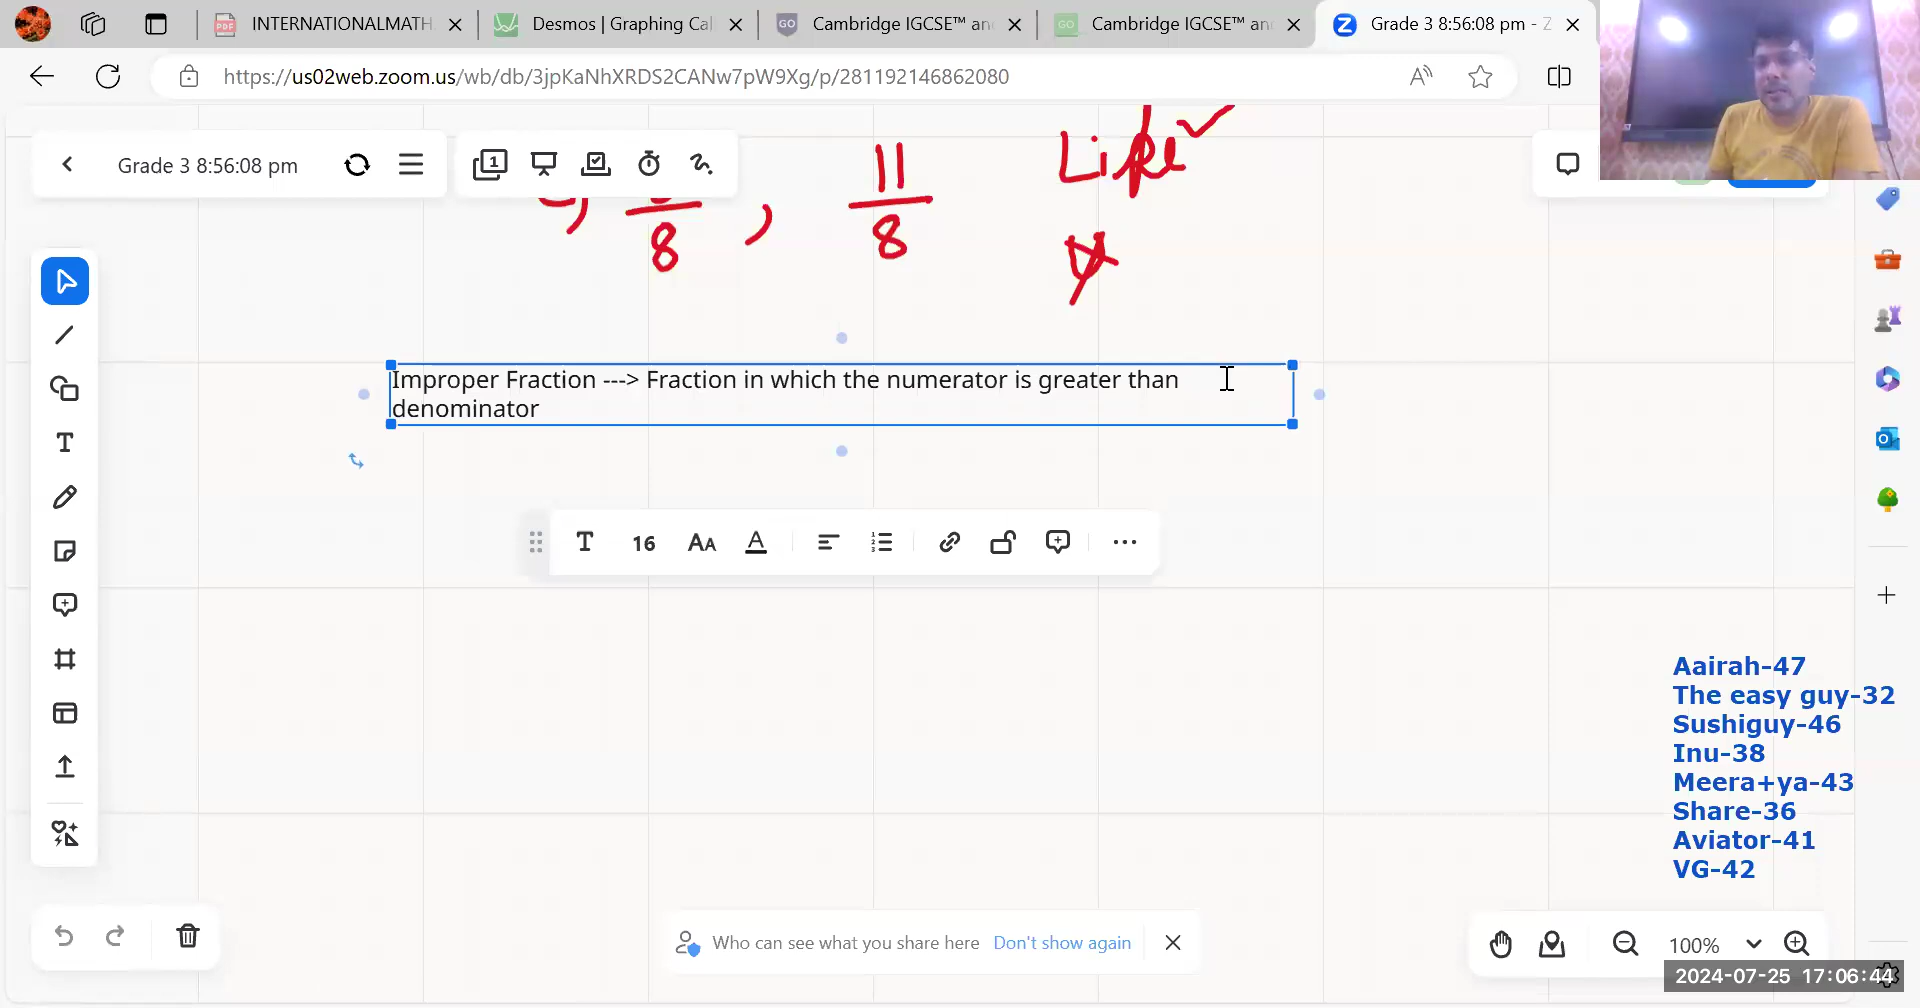 INTERNATIONALMATH
Desmos | Graphing Cal
Cambridge IGCSE™ an
Cambridge IGCSE™ an
Grade 3 8:56:08 pm - Z
https://us02web.zoom.us/wb/db/3jpKaNhXRDS2CANw7pW9Xg/p/281192146862080
Grade 3 8:56:08 pm
1
8
,
11
8
Like
Improper Fraction ---> Fraction in which the numerator is greater than
denominator
T
16
AA
A
T
Aairah-47
The easy guy-32
Sushiguy-46
Inu-38
Meera+ya-43
Share-36
Aviator-41
VG-42
Who can see what you share here
Don't show again
100%
2024-07-25 17:06:44